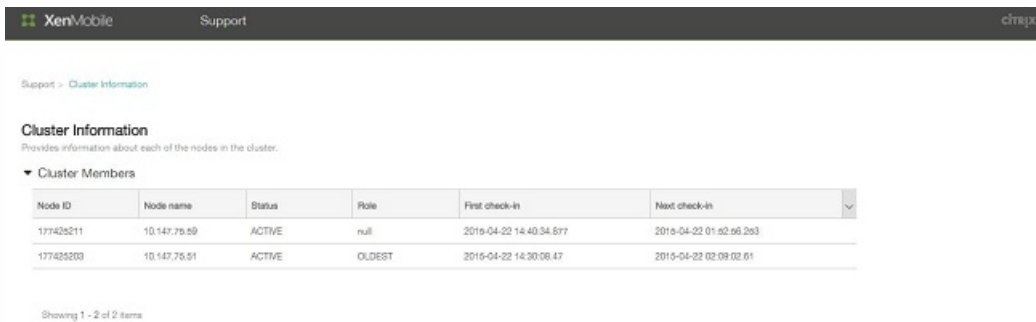 XenMobile Support citrix
Support > Cluster Information
Cluster Information
Provides information about each of the nodes in the cluster.
Cluster Members
Node ID Node name Status Role First check-in Next check-in
177425211 10.147.75.59 ACTIVE null 2015-04-22 14:40:34.877 2015-04-22 01:52:56.263
177425203 10.147.75.51 ACTIVE OLDEST 2015-04-22 14:30:08.47 2015-04-22 02:09:02.61
Showing 1 - 2 of 2 items